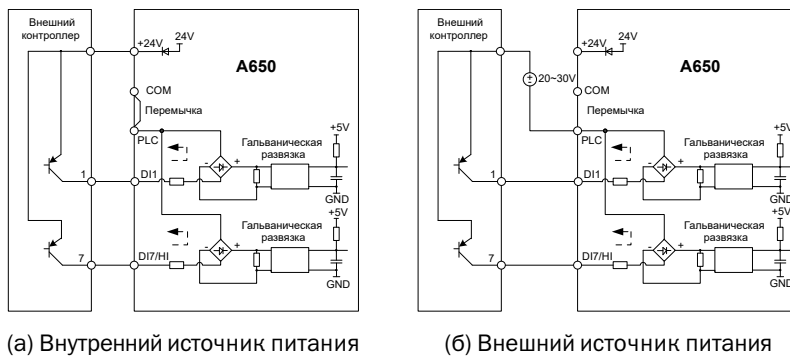 Внешний
контроллер
+24V
24V
A650
COM
Перемычка
PLC
Гальваническая
развязка
+5V
1
DI1
- +
GND
Гальваническая
развязка
+5V
7
DI7/HI
- +
GND
(а) Внутренний источник питания
Внешний
контроллер
+24V
24V
20~30V
A650
COM
Перемычка
PLC
Гальваническая
развязка
+5V
1
DI1
- +
GND
Гальваническая
развязка
+5V
7
DI7/HI
- +
GND
(б) Внешний источник питания